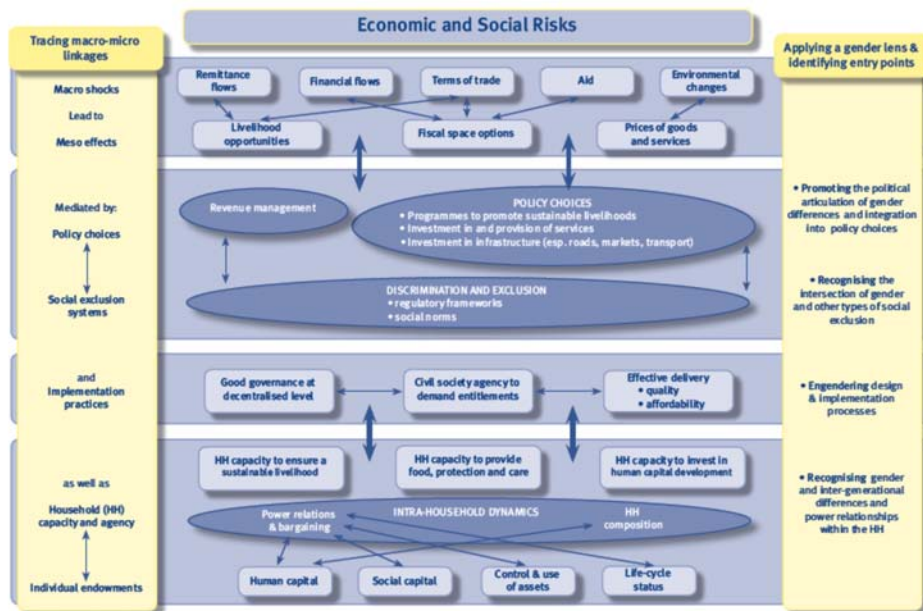 Economic and Social Risks
Tracing macro-micro
linkages
Macro shocks
Lead to
Meso effects
Mediated by:
Policy choices
Social exclusion
systems
and
Implementation
practices
as well as
Household (HH)
capacity and agency
Individual endowments
Remittance
flows
Financial flows
Terms of trade
Aid
Environmental
changes
Livelihood
opportunities
Fiscal space options
Prices of goods
and services
Revenue management
POLICY CHOICES
• Programmes to promote sustainable livelihoods
• Investment in and provision of services
• Investment in infrastructure (esp. roads, markets, transport)
DISCRIMINATION AND EXCLUSION
• regulatory frameworks
• social norms
Good governance at
decentralised level
Civil society agency to
demand entitlements
Effective delivery
• quality
• affordability
HH capacity to ensure a
sustainable livelihood
HH capacity to provide
food, protection and care
HH capacity to invest in
human capital development
Power relations
& bargaining
INTRA-HOUSEHOLD DYNAMICS
HH
composition
Human capital
Social capital
Control & use
of assets
Life-cycle
status
Applying a gender lens &
identifying entry points
• Promoting the political
articulation of gender
differences and integration
into policy choices
• Recognising the
intersection of gender
and other types of social
exclusion
• Engendering design
& implementation
processes
• Recognising gender
and inter-generational
differences and
power relationships
within the HH